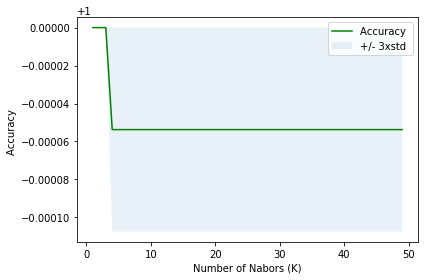 +1
0.00000
−0.00002
−0.00004
−0.00006
−0.00008
−0.00010
Accuracy
Accuracy
+/- 3xstd
0 10 20 30 40 50
Number of Nabors (K)